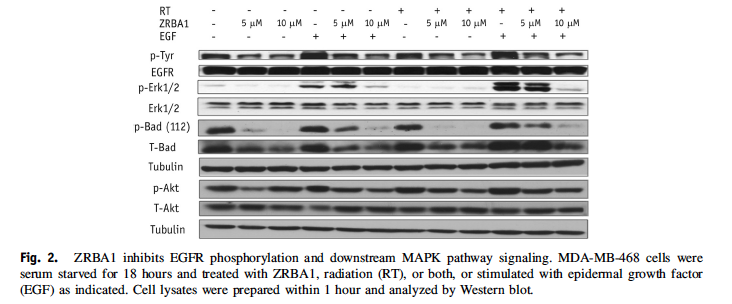 RT - - - - - - + + + + + +
ZRBA1 - 5 µM 10 µM - 5 µM 10 µM - 5 µM 10 µM - 5 µM 10 µM
EGF - - - + + + - - - + + +
p-Tyr
EGFR
p-Erk1/2
Erk1/2
p-Bad (112)
T-Bad
Tubulin
p-Akt
T-Akt
Tubulin
Fig. 2. ZRBA1 inhibits EGFR phosphorylation and downstream MAPK pathway signaling. MDA-MB-468 cells were
serum starved for 18 hours and treated with ZRBA1, radiation (RT), or both, or stimulated with epidermal growth factor
(EGF) as indicated. Cell lysates were prepared within 1 hour and analyzed by Western blot.